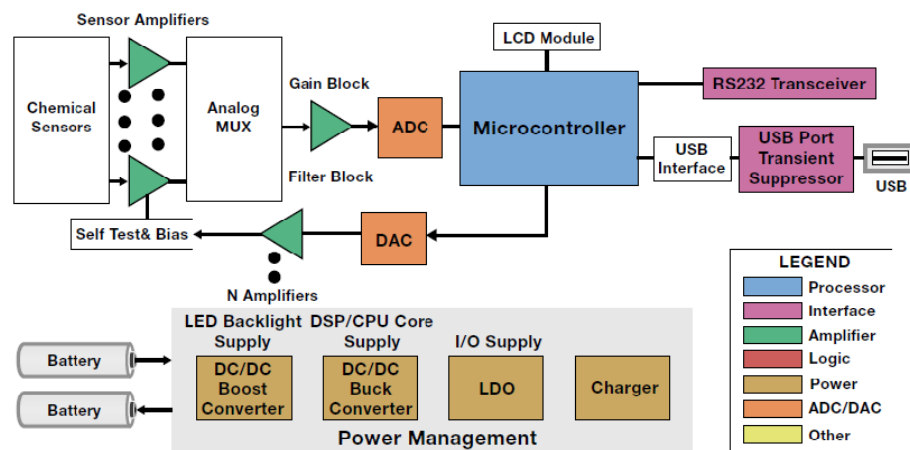 Sensor Amplifiers
Chemical
Sensors
Analog
MUX
Gain Block
Filter Block
ADC
LCD Module
Microcontroller
RS232 Transceiver
USB
Interface
USB Port
Transient
Suppressor
USB
Self Test& Bias
DAC
N Amplifiers
LED Backlight
Supply
DSP/CPU Core
Supply
I/O Supply
Battery
Battery
DC/DC
Boost
Converter
DC/DC
Buck
Converter
LDO
Charger
Power Management
LEGEND
Processor
Interface
Amplifier
Logic
Power
ADC/DAC
Other